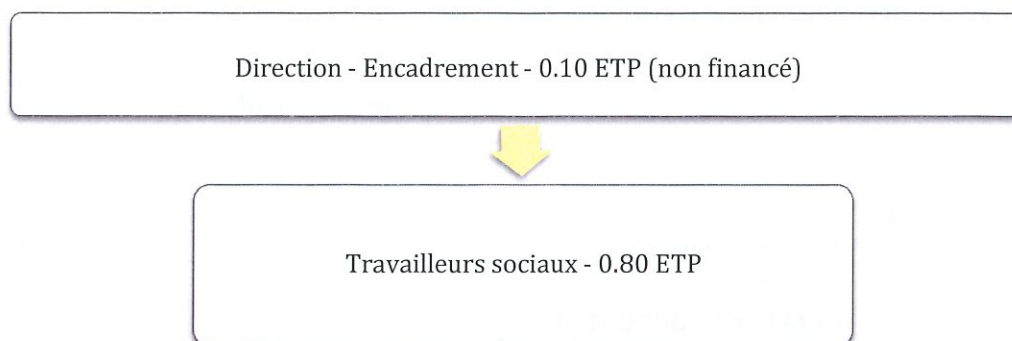 Direction - Encadrement - 0.10 ETP (non financé)
Travailleurs sociaux - 0.80 ETP